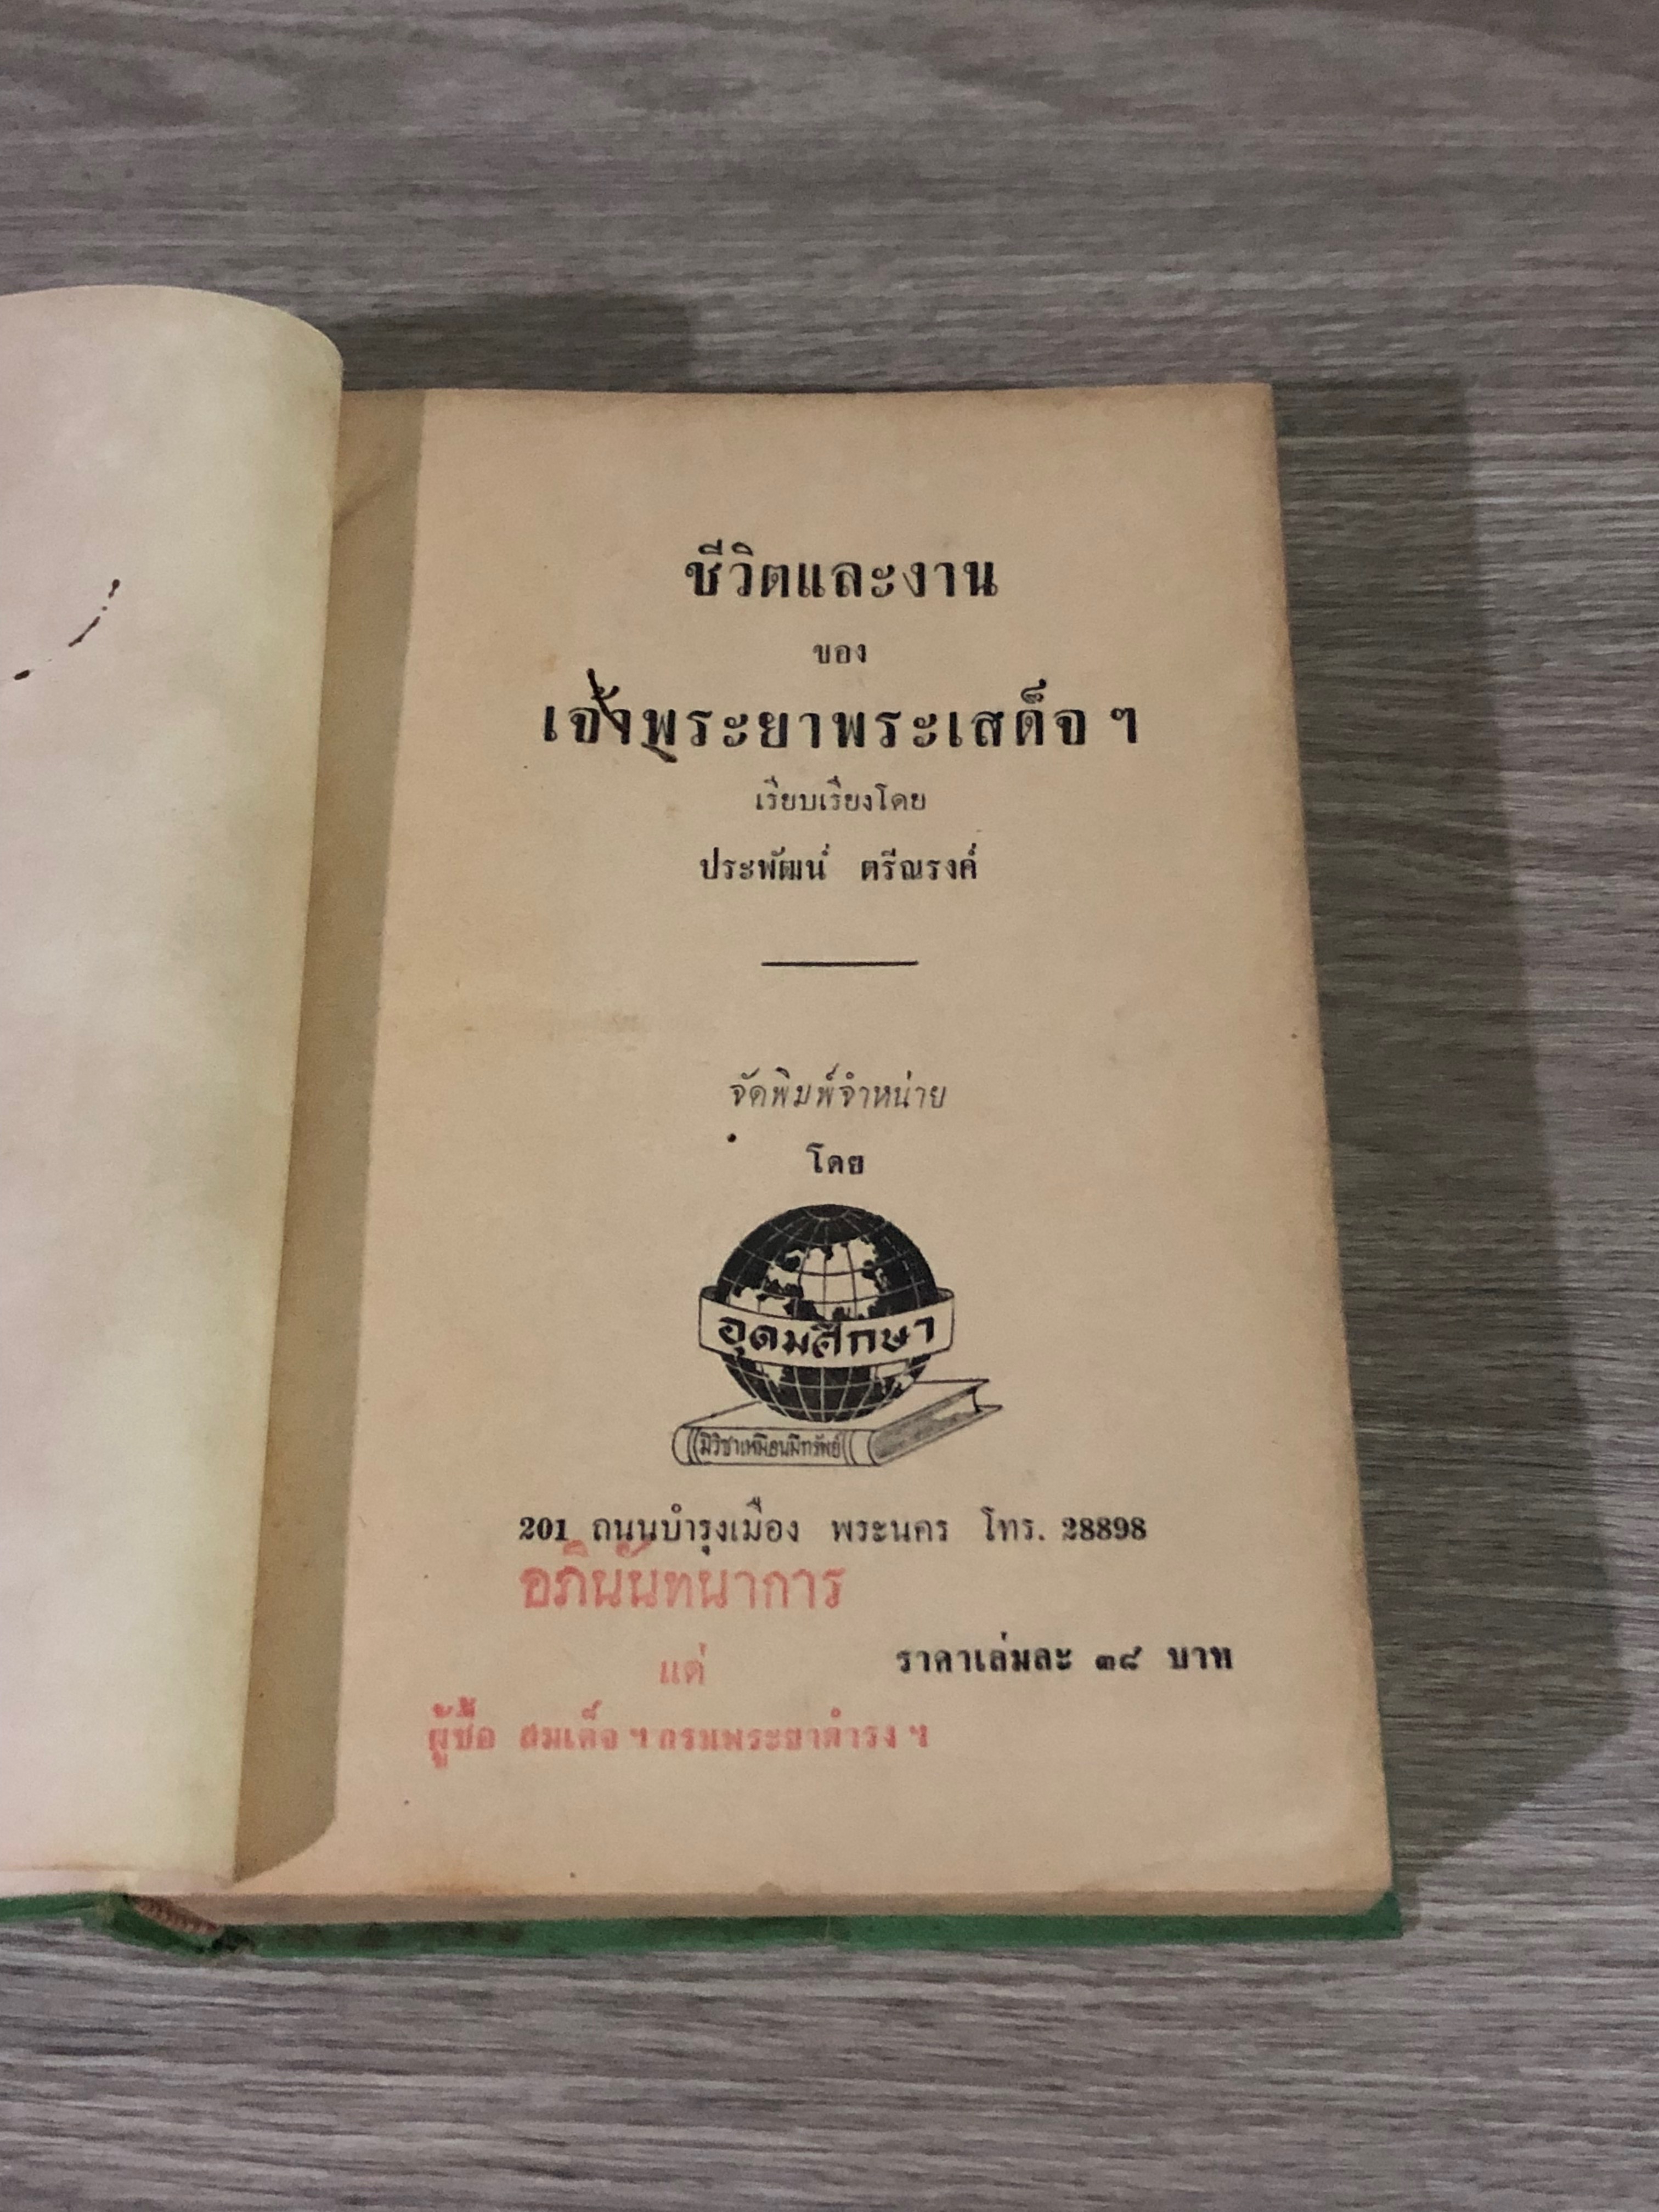 ชีวิตและงาน
ของ
เจ้าพระยาพระเสด็จ ฯ
เรียบเรียงโดย
ประพัฒน์ ตรีณรงค์
จัดพิมพ์จำหน่าย
โดย
อุดมศึกษา
มีวิชาเหมือนมีทรัพย์
201 ถนนบำรุงเมือง พระนคร โทร. 28898
อภินันทนาการ
แด่
ราคาเล่มละ ๓๘ บาท
ผู้ซื้อ สมเด็จ ฯ กรมพระยาดำรง ฯ